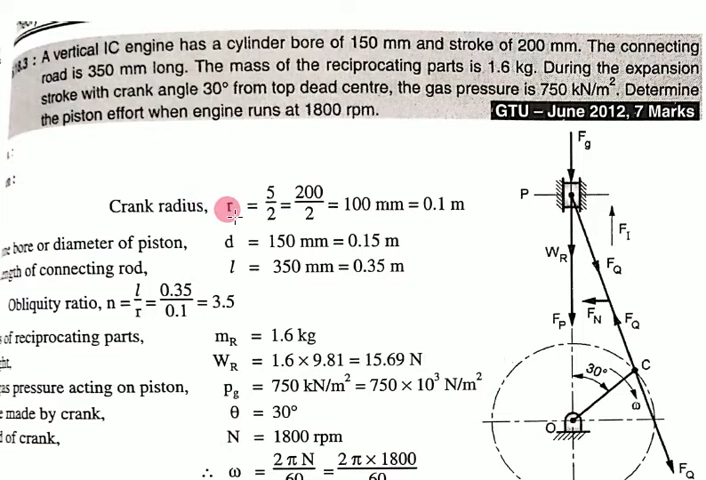 8.3 : A vertical IC engine has a cylinder bore of 150 mm and stroke of 200 mm. The connecting
road is 350 mm long. The mass of the reciprocating parts is 1.6 kg. During the expansion
stroke with crank angle 30° from top dead centre, the gas pressure is 750 kN/m². Determine
the piston effort when engine runs at 1800 rpm.
GTU – June 2012, 7 Marks
Crank radius, r = 5/2 = 200/2 = 100 mm = 0.1 m
bore or diameter of piston, d = 150 mm = 0.15 m
of connecting rod, l = 350 mm = 0.35 m
Obliquity ratio, n = l/r = 0.35/0.1 = 3.5
of reciprocating parts, m_R = 1.6 kg
W_R = 1.6 × 9.81 = 15.69 N
pressure acting on piston, p_g = 750 kN/m² = 750 × 10³ N/m²
made by crank, θ = 30°
of crank, N = 1800 rpm
∴ ω = 2 π N/60 = 2 π × 1800/60
F_g
P
F_I
W_R
F_Q
F_P
F_N
F_Q
C
30°
ω
O
F_Q